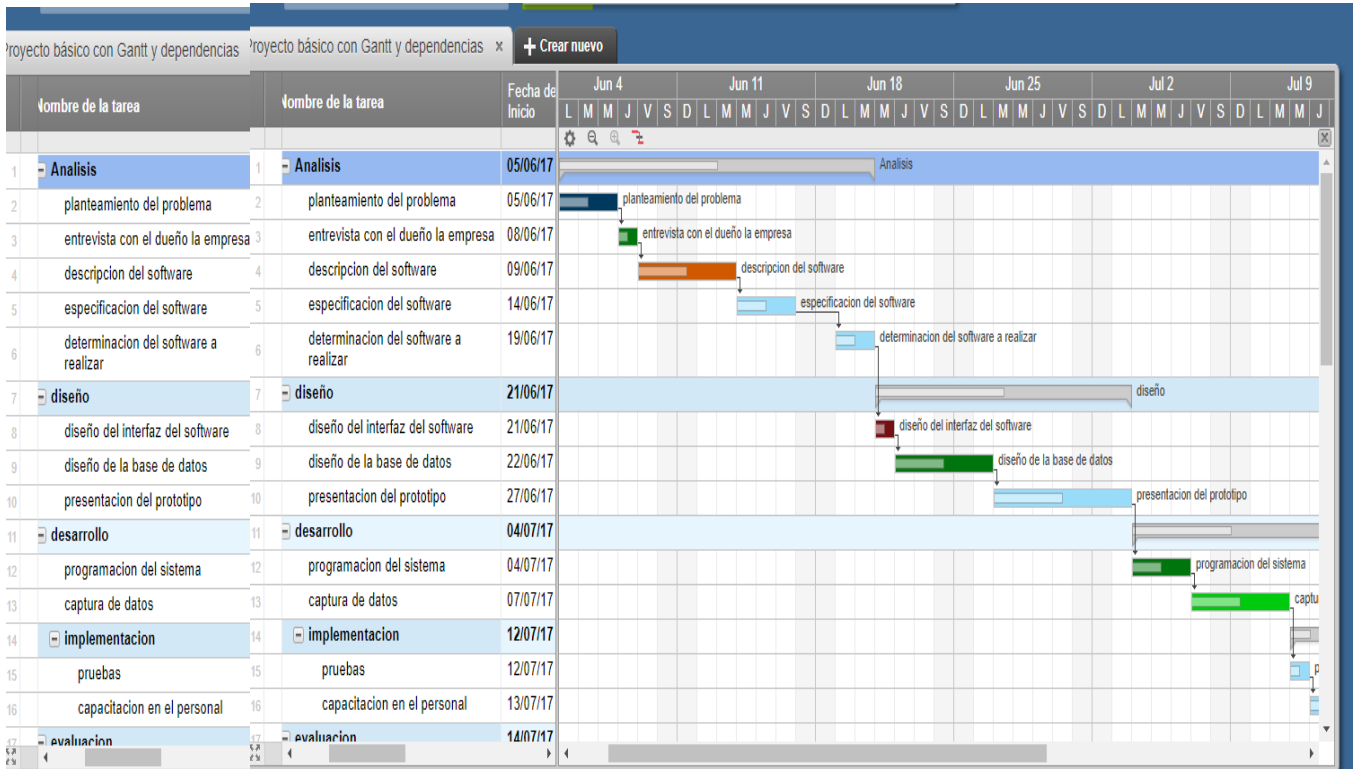 Proyecto básico con Gantt y dependencias
Proyecto básico con Gantt y dependencias × + Crear nuevo
Nombre de la tarea
Nombre de la tarea
Fecha de Inicio
Jun 4 Jun 11 Jun 18 Jun 25 Jul 2 Jul 9
L M M J V S D L M M J V S D L M M J V S D L M M J V S D L M M J V S D L M M J
1 Analisis
2 planteamiento del problema
3 entrevista con el dueño la empresa
4 descripcion del software
5 especificacion del software
6 determinacion del software a
realizar
7 diseño
8 diseño del interfaz del software
9 diseño de la base de datos
10 presentacion del prototipo
11 desarrollo
12 programacion del sistema
13 captura de datos
14 implementacion
15 pruebas
16 capacitacion en el personal
17 evaluacion
1 Analisis 05/06/17 Analisis
2 planteamiento del problema 05/06/17 planteamiento del problema
3 entrevista con el dueño la empresa 08/06/17 entrevista con el dueño la empresa
4 descripcion del software 09/06/17 descripcion del software
5 especificacion del software 14/06/17 especificacion del software
6 determinacion del software a
realizar 19/06/17 determinacion del software a realizar
7 diseño 21/06/17 diseño
8 diseño del interfaz del software 21/06/17 diseño del interfaz del software
9 diseño de la base de datos 22/06/17 diseño de la base de datos
10 presentacion del prototipo 27/06/17 presentacion del prototipo
11 desarrollo 04/07/17
12 programacion del sistema 04/07/17 programacion del sistema
13 captura de datos 07/07/17 captu
14 implementacion 12/07/17
15 pruebas 12/07/17 p
16 capacitacion en el personal 13/07/17
17 evaluacion 14/07/17